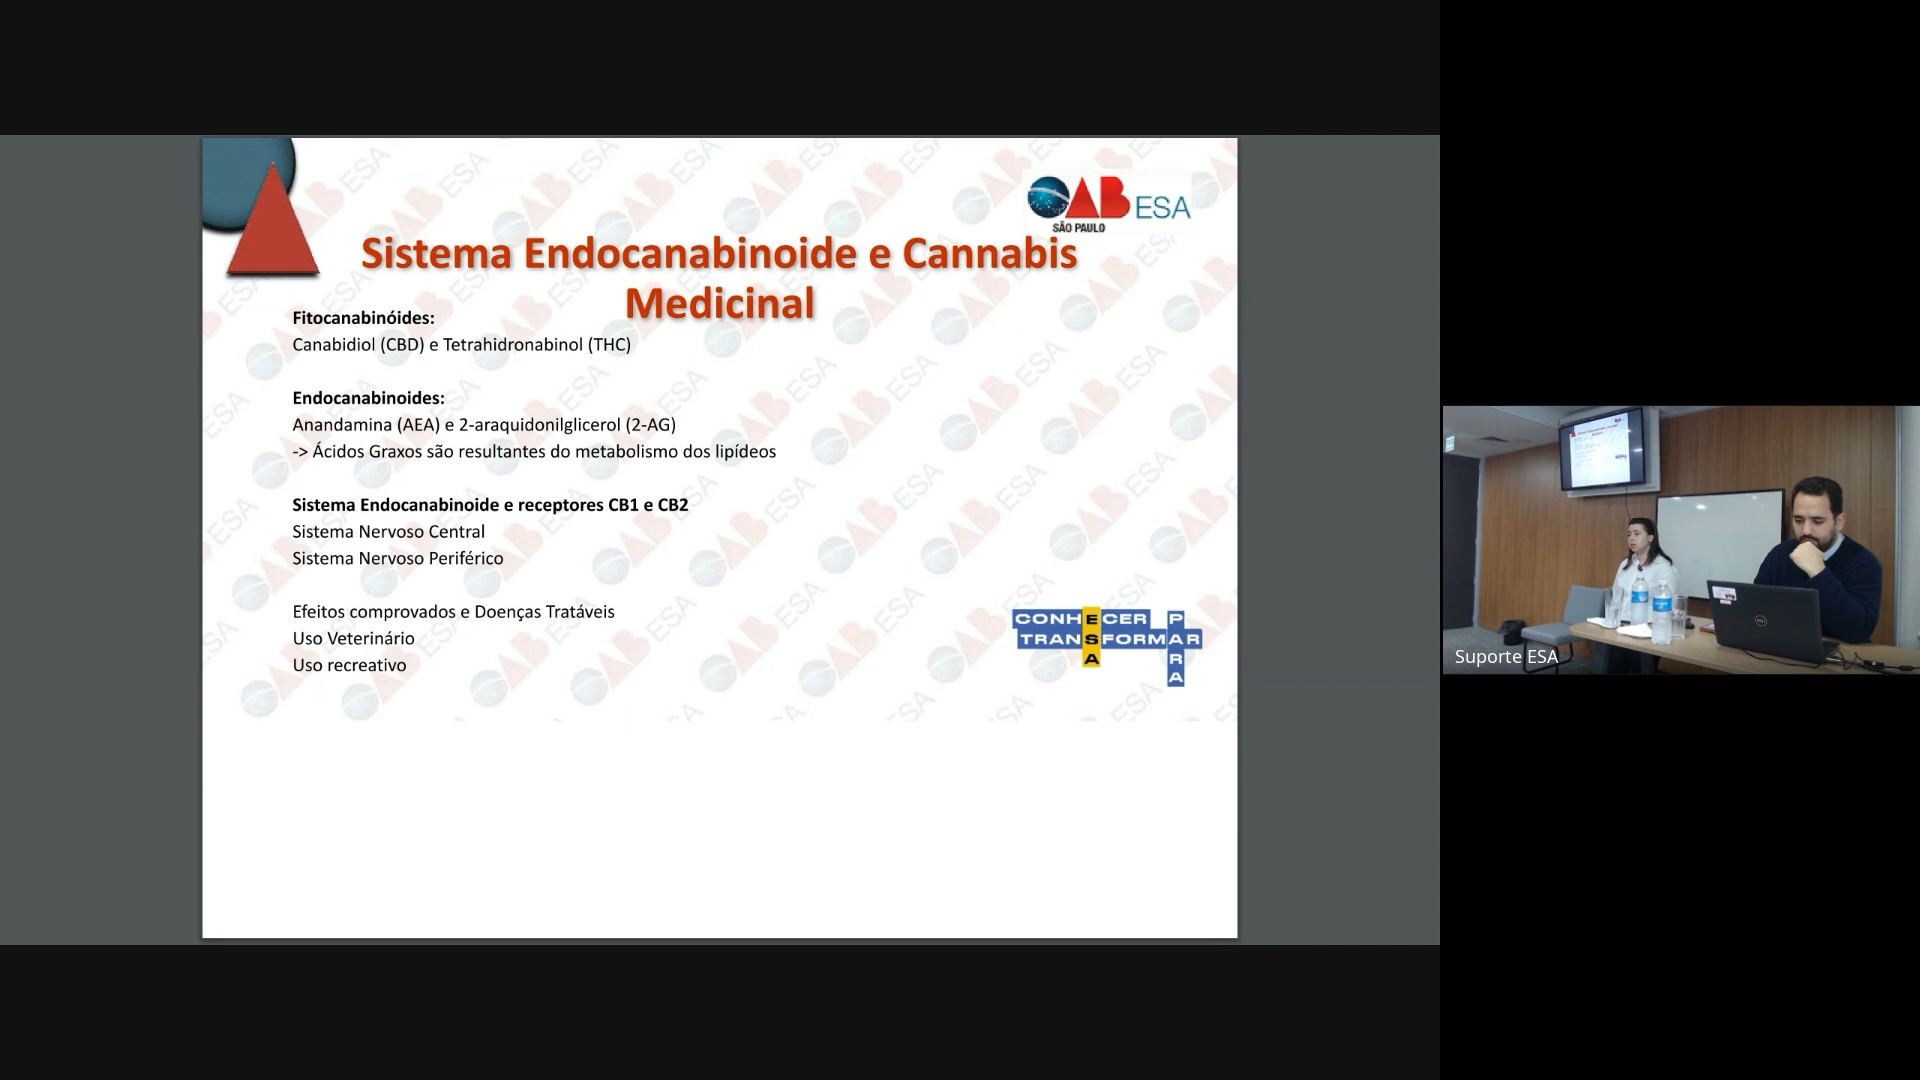 OAB ESA
SÃO PAULO
Sistema Endocanabinoide e Cannabis
Medicinal
Fitocanabinóides:
Canabidiol (CBD) e Tetrahidronabinol (THC)
Endocanabinoides:
Anandamina (AEA) e 2-araquidonilglicerol (2-AG)
-> Ácidos Graxos são resultantes do metabolismo dos lipídeos
Sistema Endocanabinoide e receptores CB1 e CB2
Sistema Nervoso Central
Sistema Nervoso Periférico
Efeitos comprovados e Doenças Tratáveis
Uso Veterinário
Uso recreativo
CONHECER PARA
TRANSFORMAR
ESA
Suporte ESA